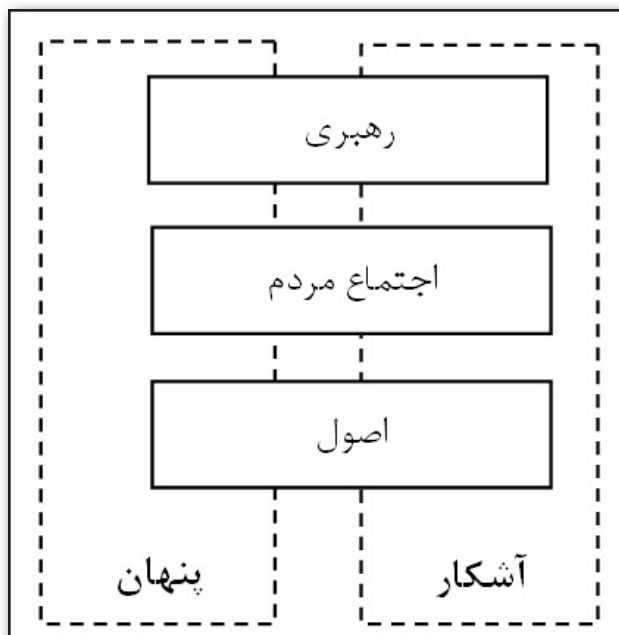 رهبری
اجتماع مردم
اصول
آشکار
پنهان